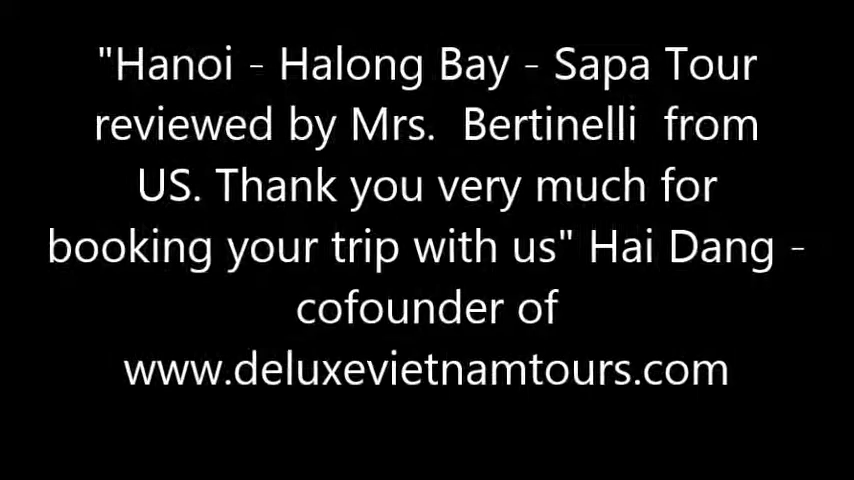 "Hanoi - Halong Bay - Sapa Tour
reviewed by Mrs.  Bertinelli  from
US. Thank you very much for
booking your trip with us" Hai Dang -
cofounder of
www.deluxevietnamtours.com